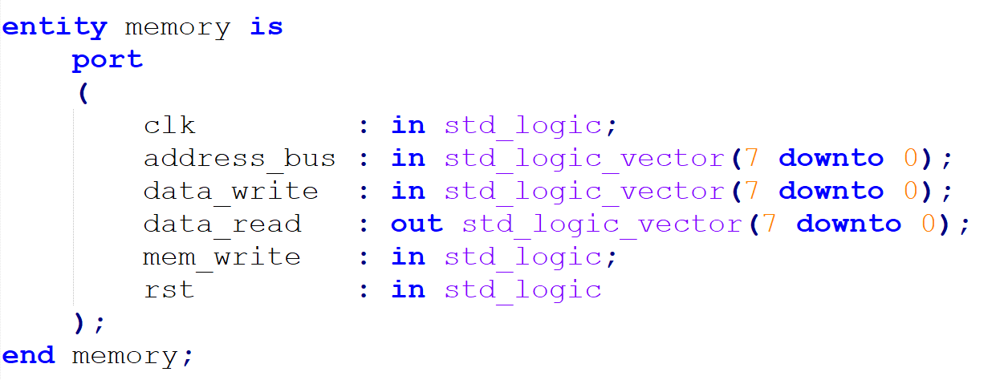 entity memory is
    port
    (
        clk         : in std_logic;
        address_bus : in std_logic_vector(7 downto 0);
        data_write  : in std_logic_vector(7 downto 0);
        data_read   : out std_logic_vector(7 downto 0);
        mem_write   : in std_logic;
        rst         : in std_logic
    );
end memory;